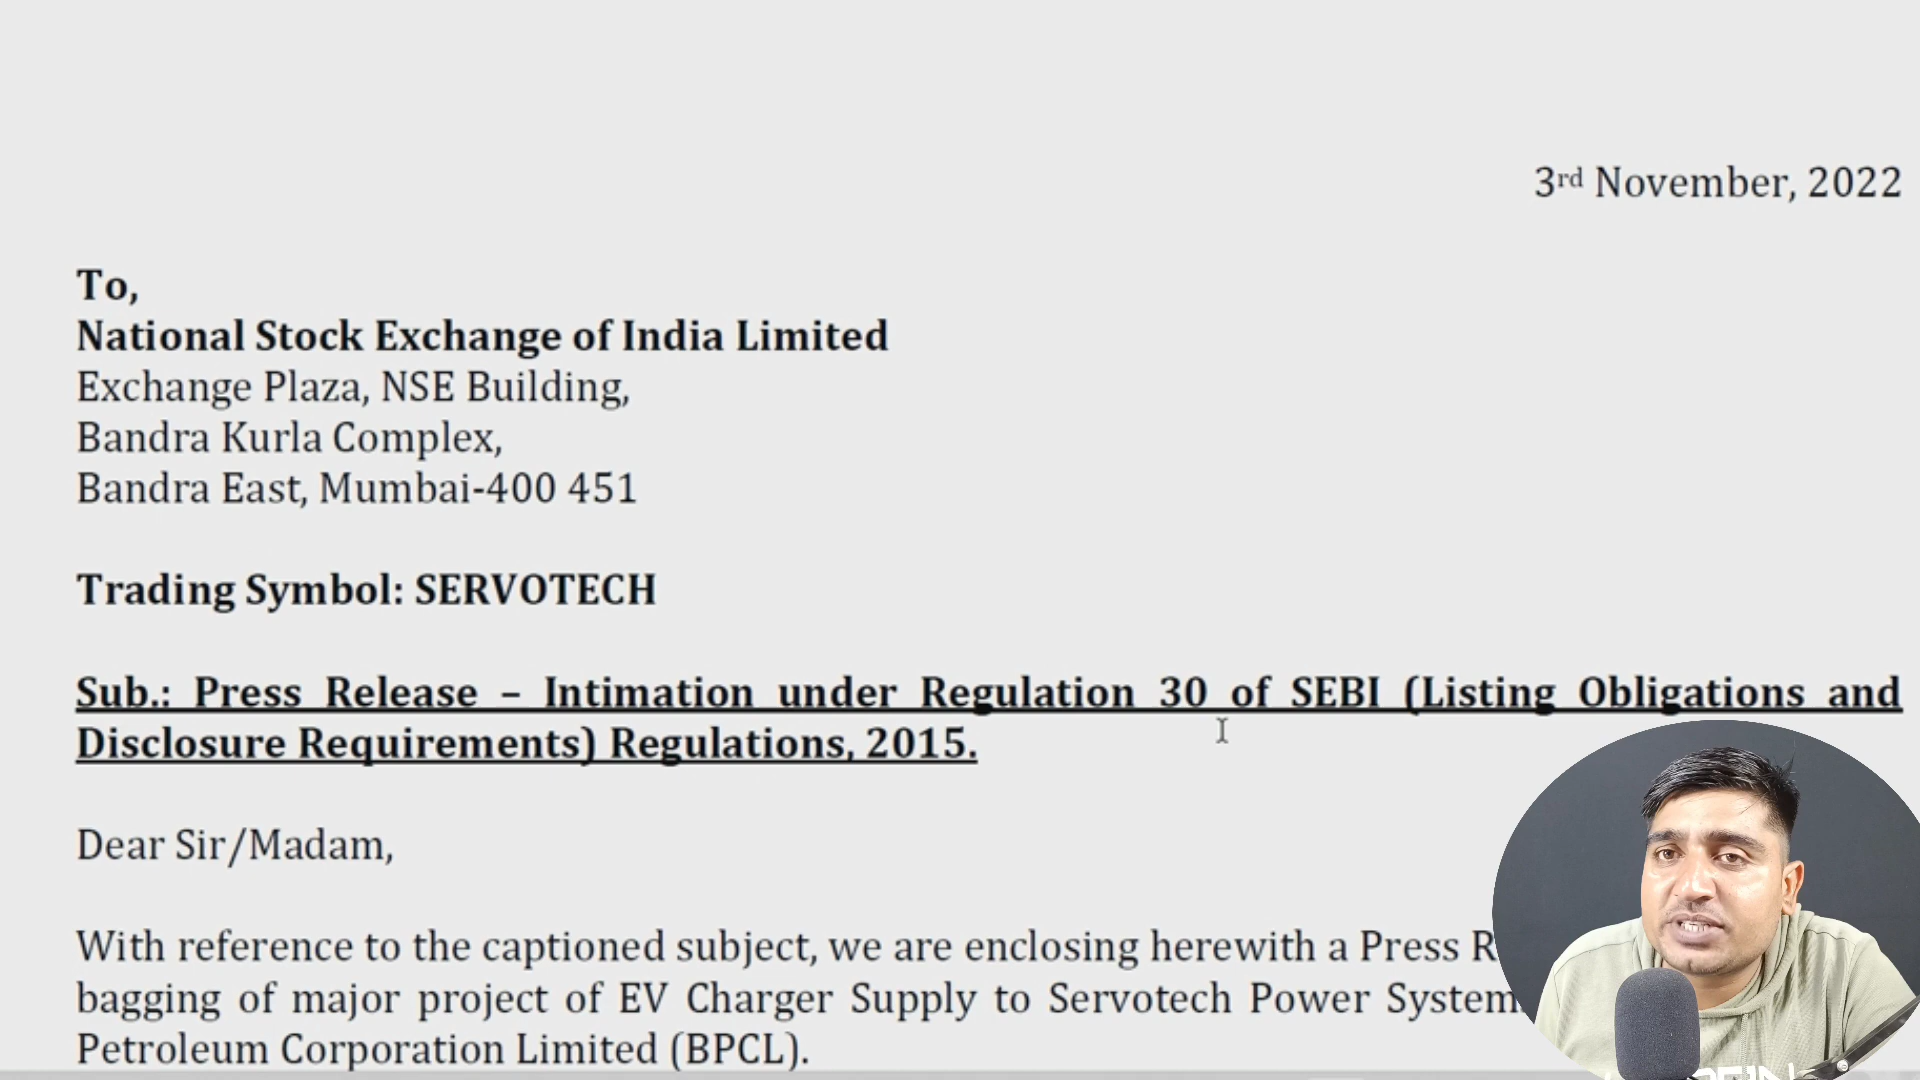 3rd November, 2022
To,
National Stock Exchange of India Limited
Exchange Plaza, NSE Building,
Bandra Kurla Complex,
Bandra East, Mumbai-400 451
Trading Symbol: SERVOTECH
Sub.: Press Release – Intimation under Regulation 30 of SEBI (Listing Obligations and
Disclosure Requirements) Regulations, 2015.
Dear Sir/Madam,
With reference to the captioned subject, we are enclosing herewith a Press
bagging of major project of EV Charger Supply to Servotech Power
Petroleum Corporation Limited (BPCL).